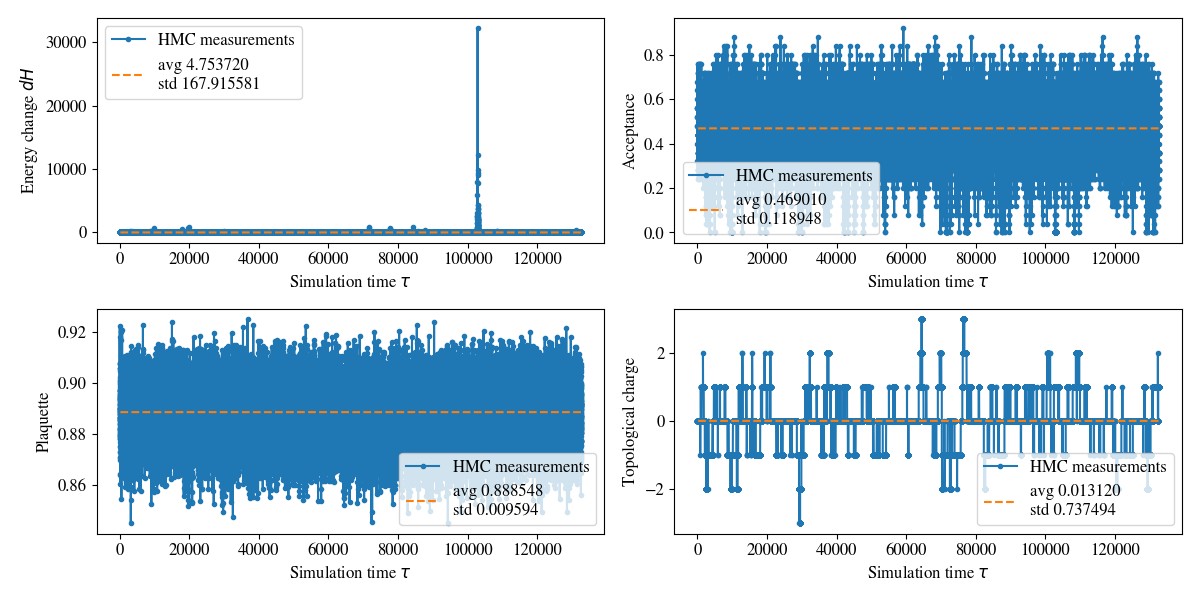 30000
20000
10000
0
Energy change dH
HMC measurements
avg 4.753720
std 167.915581
0 20000 40000 60000 80000 100000 120000
Simulation time τ
0.8
0.6
0.4
0.2
0.0
Acceptance
HMC measurements
avg 0.469010
std 0.118948
0 20000 40000 60000 80000 100000 120000
Simulation time τ
0.92
0.90
0.88
0.86
Plaquette
HMC measurements
avg 0.888548
std 0.009594
0 20000 40000 60000 80000 100000 120000
Simulation time τ
2
0
−2
Topological charge
HMC measurements
avg 0.013120
std 0.737494
0 20000 40000 60000 80000 100000 120000
Simulation time τ